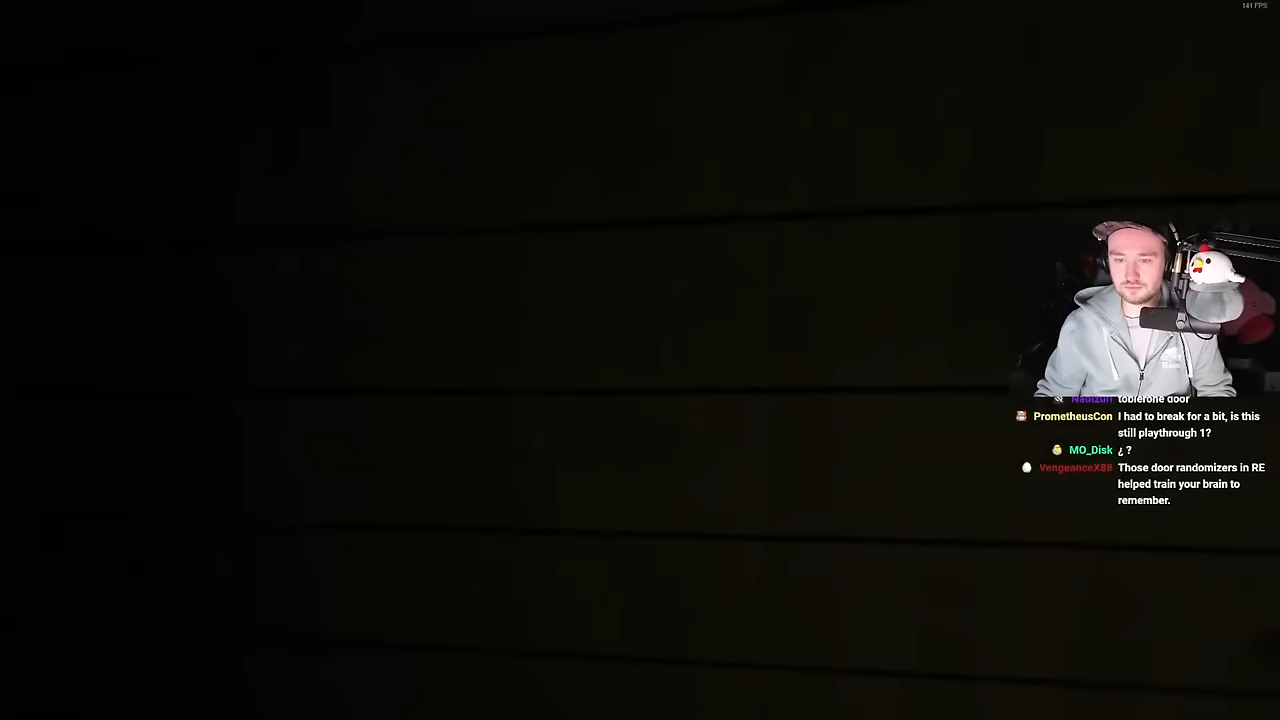 141 FPS
Naoizuri toblerone door
PrometheusCon I had to break for a bit, is this
still playthrough 1?
MO_Disk ¿ ?
VengeanceX88 Those door randomizers in RE
helped train your brain to
remember.